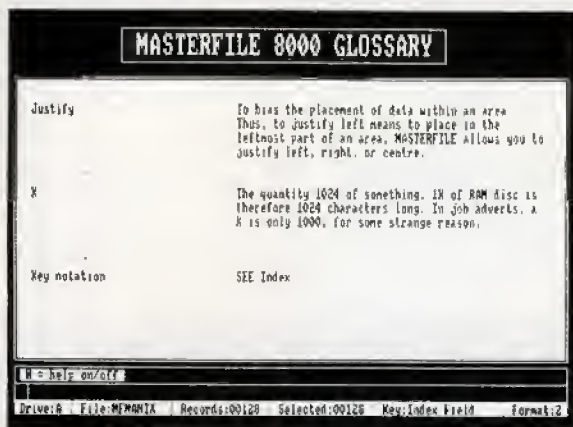 MASTERFILE 8000 GLOSSARY
Justify To bias the placement of data within an area
Thus, to justify left means to place in the
leftmost part of an area. MASTERFILE allows you to
justify left, right, or centre.
K The quantity 1024 of something. 1K of RAM disc is
therefore 1024 characters long. In job adverts, a
K is only 1000, for some strange reason.
Key notation SEE Index
H = help on/off
Drive:A File:MFMANIX Records:00128 Selected:00128 Key:Index Field Format:2